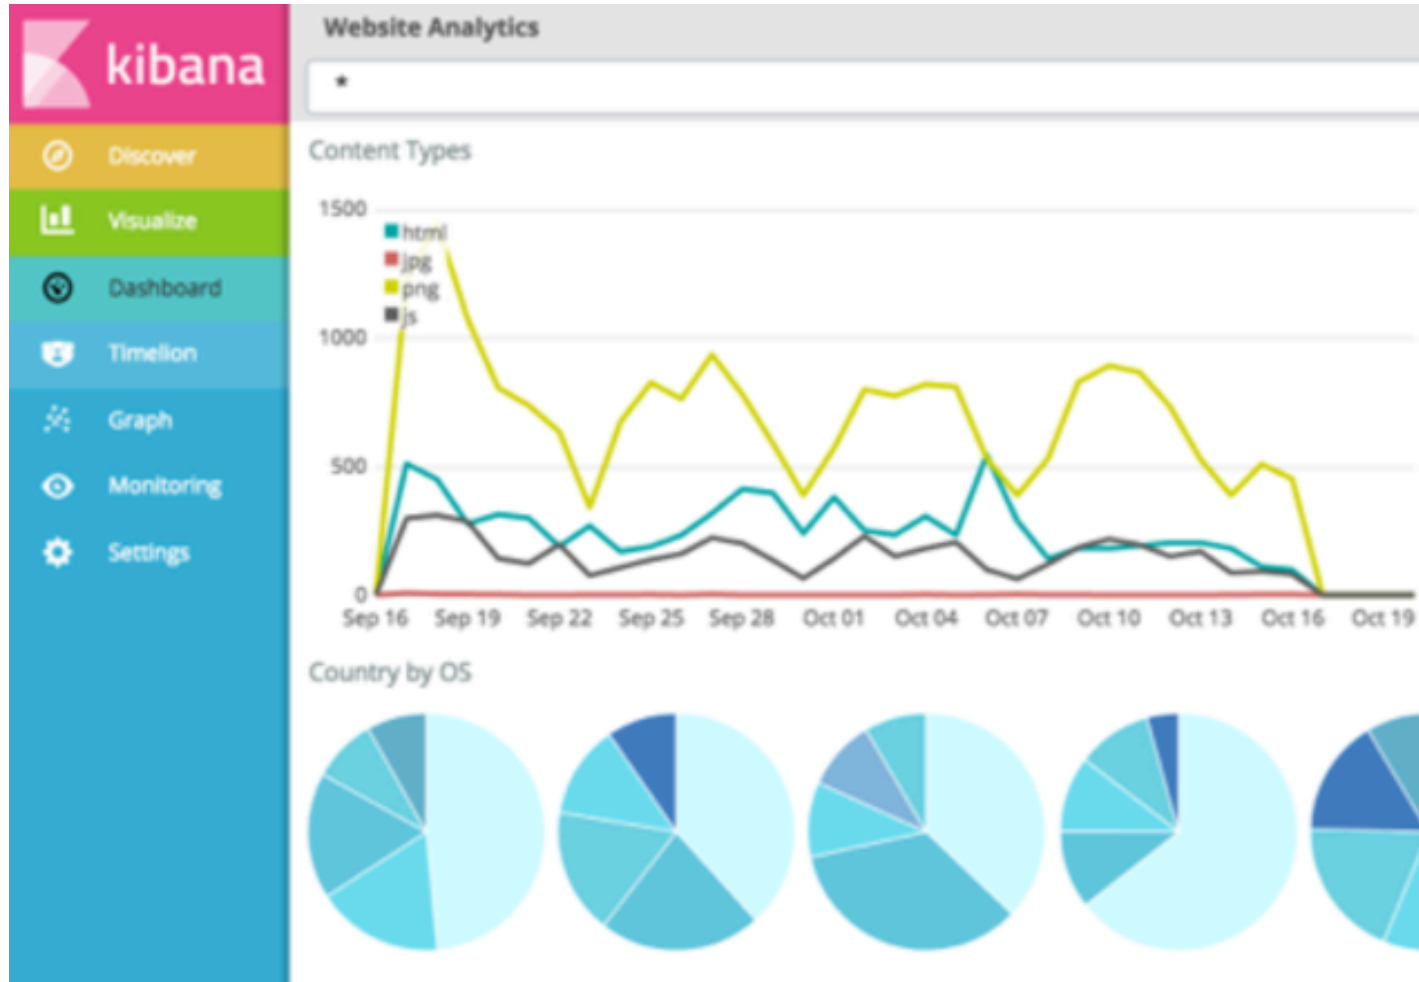 kibana
Discover
Visualize
Dashboard
Timelion
Graph
Monitoring
Settings
Website Analytics
*
Content Types
1500
1000
500
0
html
jpg
png
js
Sep 16 Sep 19 Sep 22 Sep 25 Sep 28 Oct 01 Oct 04 Oct 07 Oct 10 Oct 13 Oct 16 Oct 19
Country by OS